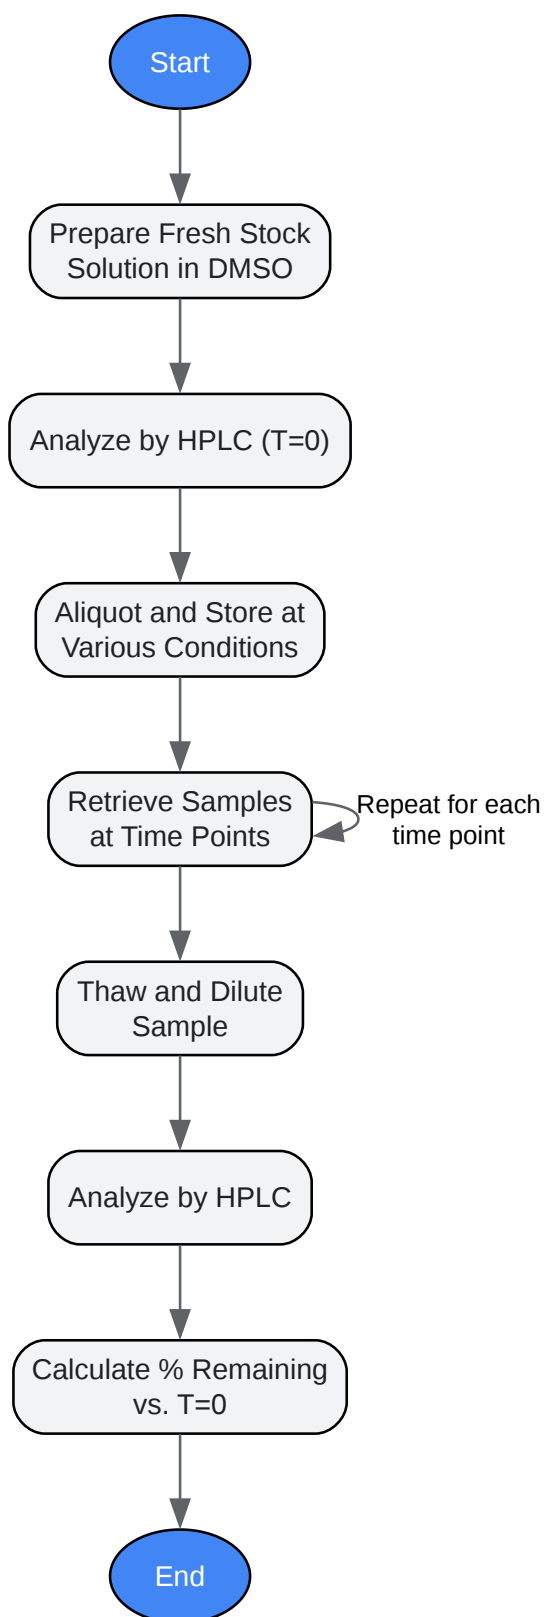 Start
Prepare Fresh Stock
Solution in DMSO
Analyze by HPLC (T=0)
Aliquot and Store at
Various Conditions
Retrieve Samples
at Time Points
Repeat for each
time point
Thaw and Dilute
Sample
Analyze by HPLC
Calculate % Remaining
vs. T=0
End